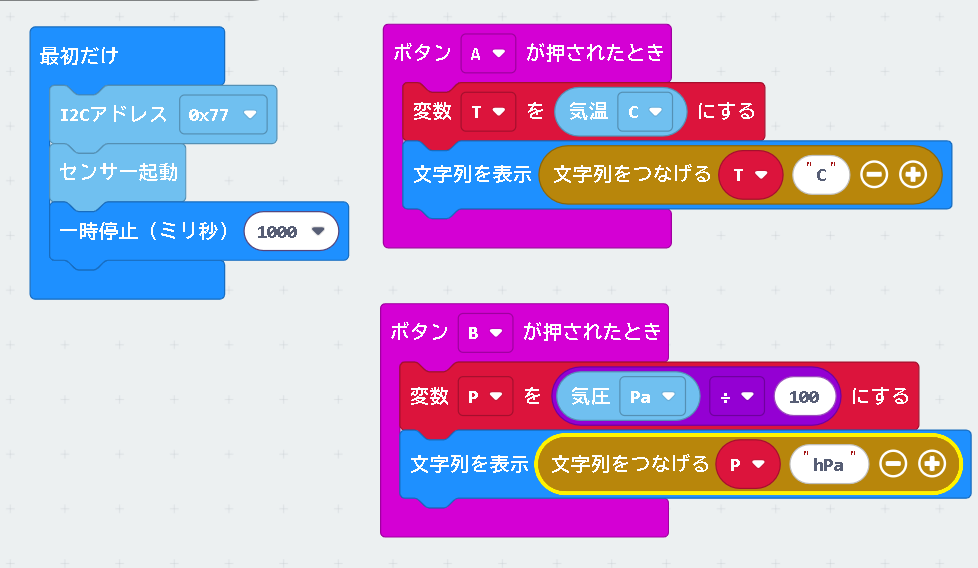 最初だけ
I2Cアドレス 0x77
センサー起動
一時停止（ミリ秒） 1000
ボタン A が押されたとき
変数 T を 気温 C にする
文字列を表示 文字列をつなげる T "C"
ボタン B が押されたとき
変数 P を 気圧 Pa ÷ 100 にする
文字列を表示 文字列をつなげる P "hPa"